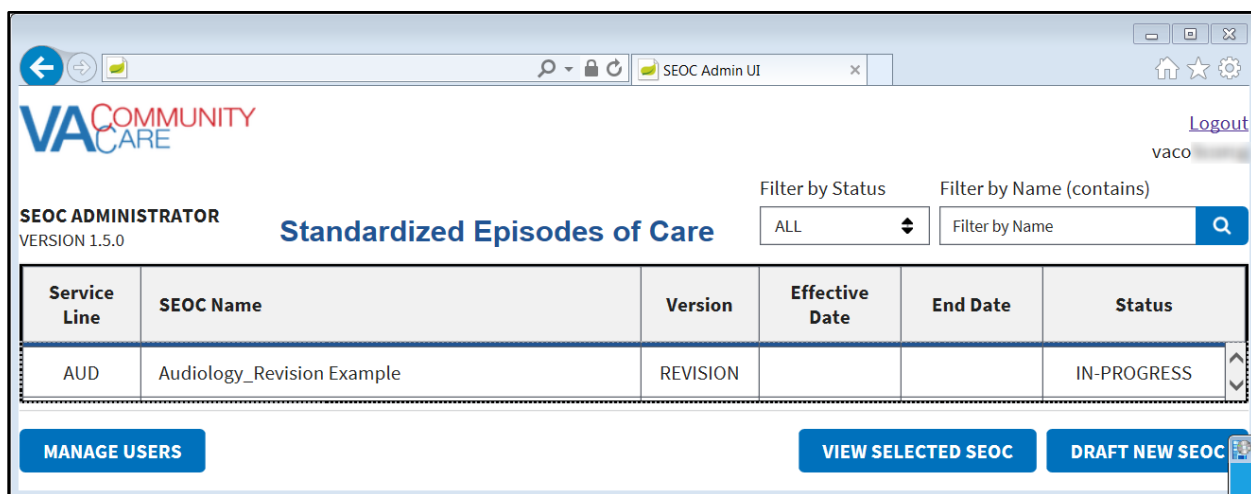 SEOC Admin UI
VA COMMUNITY CARE
Logout
vaco
Filter by Status
Filter by Name (contains)
SEOC ADMINISTRATOR
VERSION 1.5.0
Standardized Episodes of Care
ALL
Filter by Name
Service Line SEOC Name Version Effective Date End Date Status
AUD Audiology_Revision Example REVISION IN-PROGRESS
MANAGE USERS VIEW SELECTED SEOC DRAFT NEW SEOC